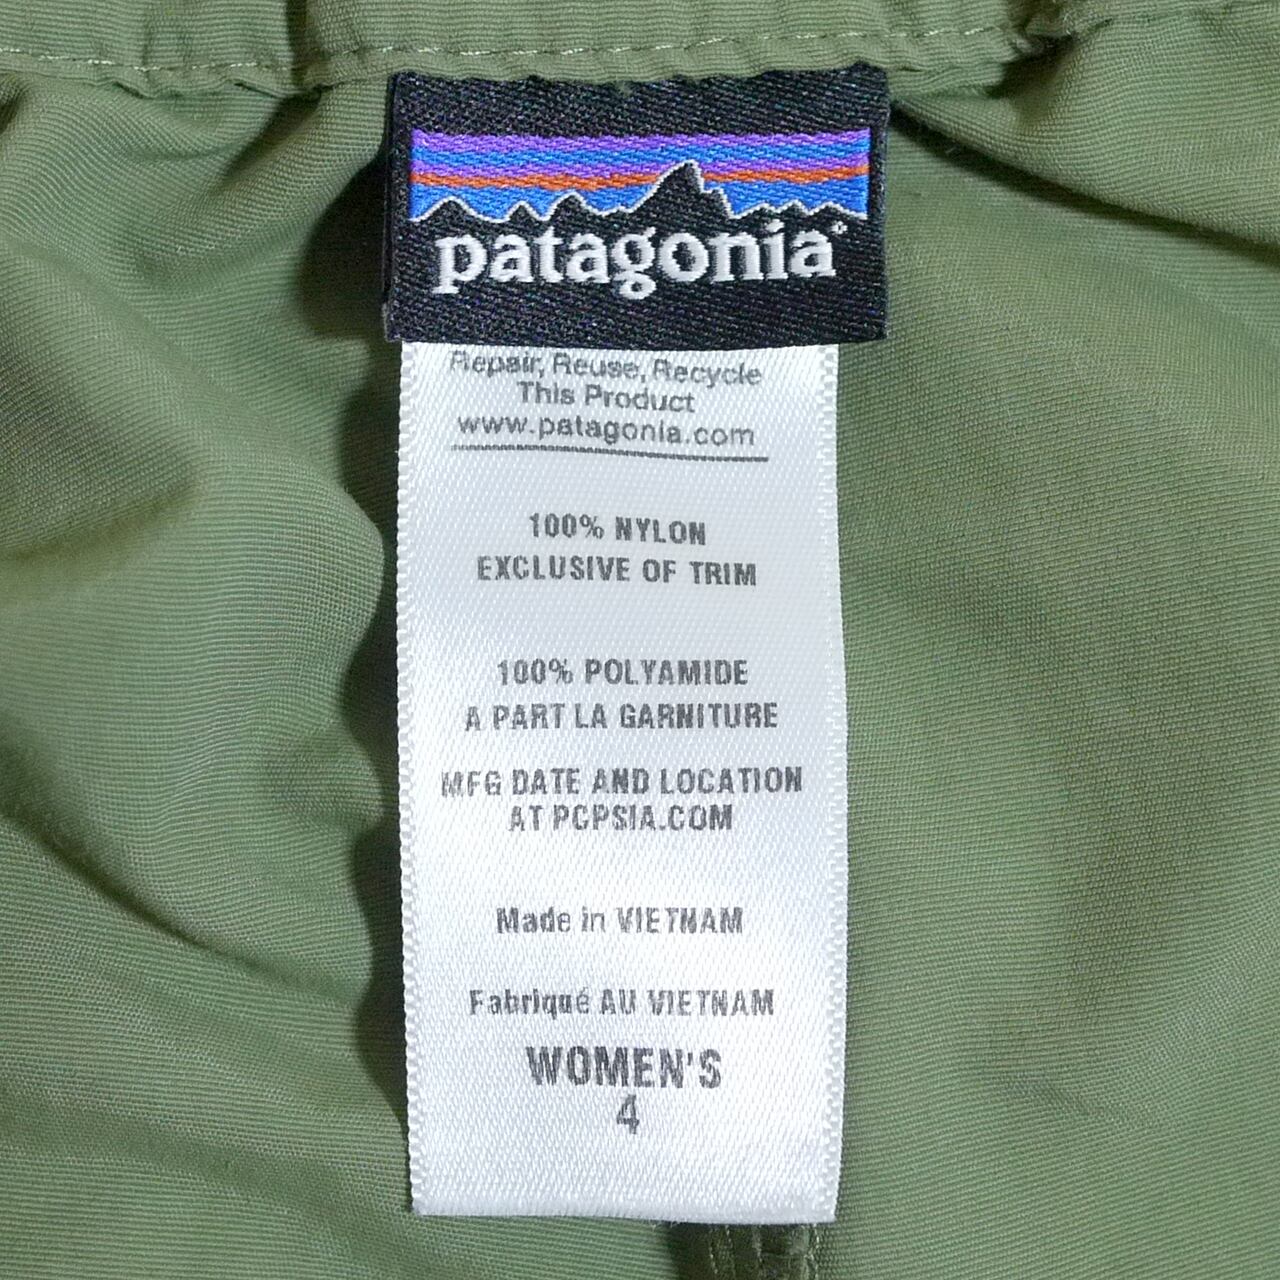 patagonia®
Repair, Reuse, Recycle
This Product
www.patagonia.com
100% NYLON
EXCLUSIVE OF TRIM
100% POLYAMIDE
A PART LA GARNITURE
MFG DATE AND LOCATION
AT PCPSIA.COM
Made in VIETNAM
Fabriqué AU VIETNAM
WOMEN'S
4